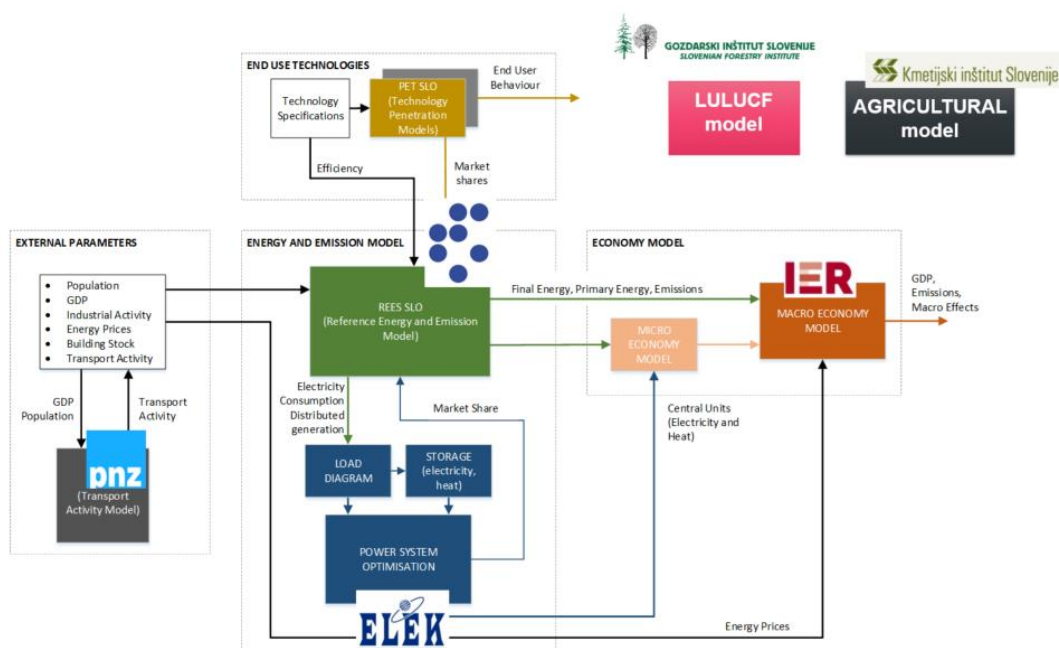 GOZDARSKI INŠTITUT SLOVENIJE
SLOVENIAN FORESTRY INSTITUTE
Kmetijski inštitut Slovenije
LULUCF
model
AGRICULTURAL
model
END USE TECHNOLOGIES
Technology
Specifications
PET SLO
(Technology
Penetration
Models)
End User
Behaviour
Efficiency
Market
shares
EXTERNAL PARAMETERS
• Population
• GDP
• Industrial Activity
• Energy Prices
• Building Stock
• Transport Activity
GDP
Population
Transport
Activity
pnz
(Transport
Activity Model)
ENERGY AND EMISSION MODEL
REES SLO
(Reference Energy and Emission
Model)
Electricity
Consumption
Distributed
generation
Market Share
LOAD
DIAGRAM
STORAGE
(electricity,
heat)
POWER SYSTEM
OPTIMISATION
ELEK
ECONOMY MODEL
Final Energy, Primary Energy, Emissions
MICRO
ECONOMY
MODEL
IER
MACRO ECONOMY
MODEL
GDP,
Emissions,
Macro Effects
Central Units
(Electricity and
Heat)
Energy Prices